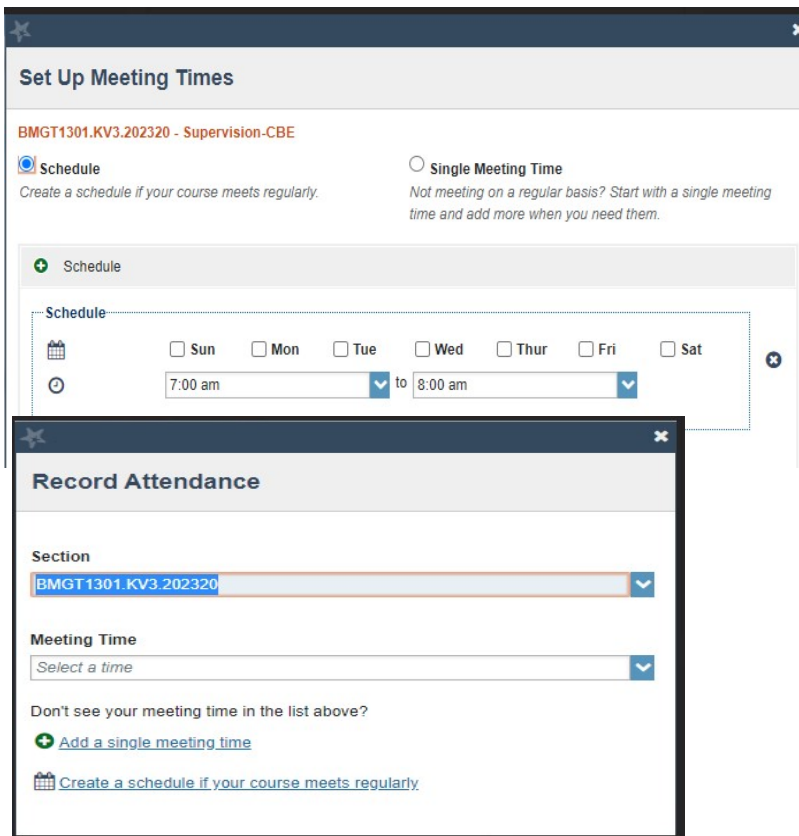 Set Up Meeting Times
BMGT1301.KV3.202320 - Supervision-CBE
Schedule
Create a schedule if your course meets regularly.
Single Meeting Time
Not meeting on a regular basis? Start with a single meeting
time and add more when you need them.
Schedule
Schedule
Sun Mon Tue Wed Thur Fri Sat
7:00 am to 8:00 am
Record Attendance
Section
BMGT1301.KV3.202320
Meeting Time
Select a time
Don't see your meeting time in the list above?
Add a single meeting time
Create a schedule if your course meets regularly